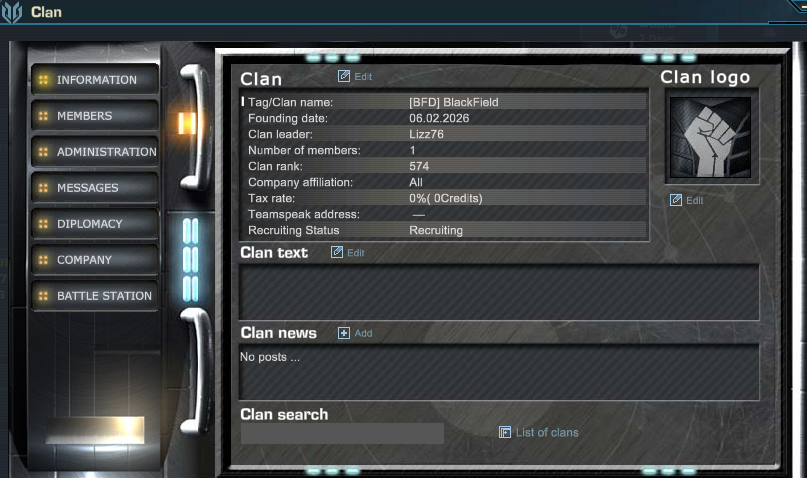 Clan
INFORMATION
MEMBERS
ADMINISTRATION
MESSAGES
DIPLOMACY
COMPANY
BATTLE STATION
Clan Edit
Tag/Clan name: [BFD] BlackField
Founding date: 06.02.2026
Clan leader: Lizz76
Number of members: 1
Clan rank: 574
Company affiliation: All
Tax rate: 0%( 0Credits)
Teamspeak address: —
Recruiting Status Recruiting
Clan logo
Edit
Clan text Edit
Clan news Add
No posts ...
Clan search
List of clans